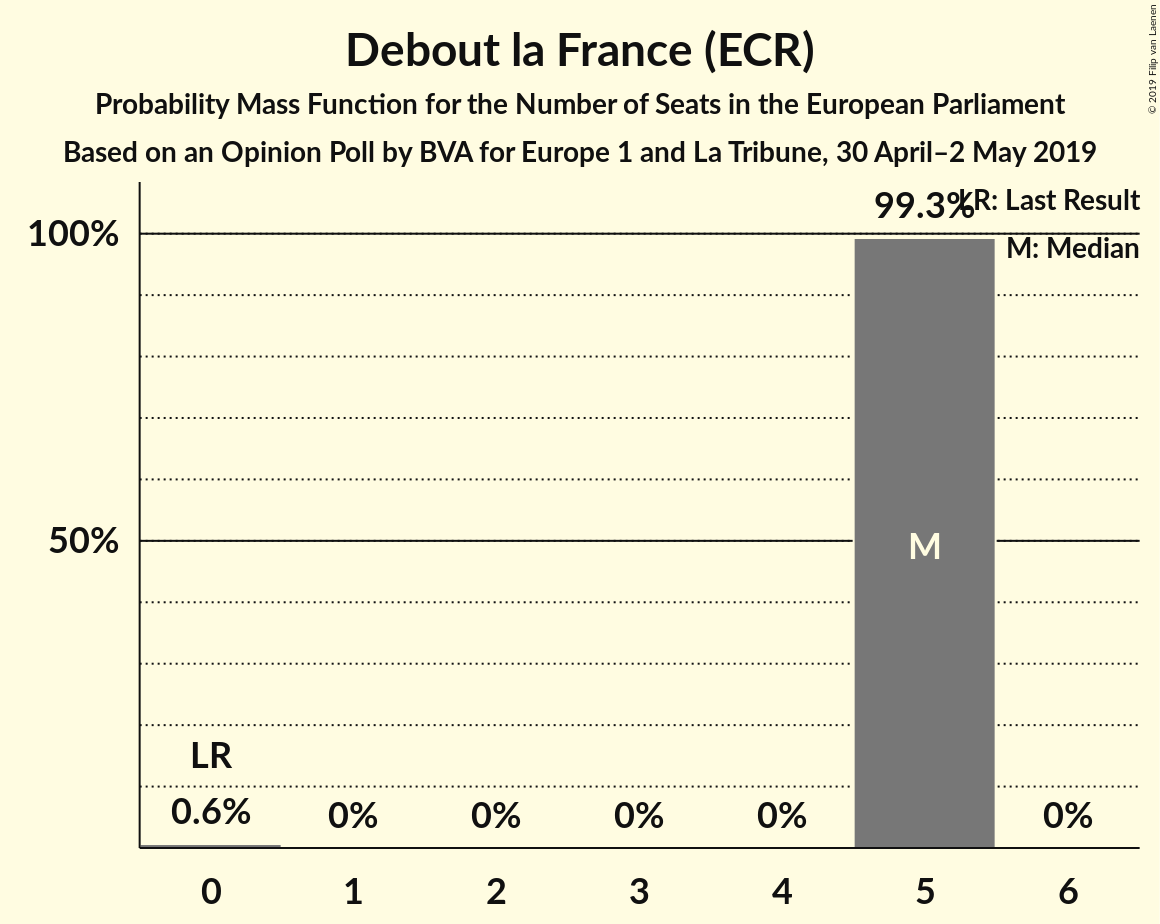 Debout la France (ECR)
Probability Mass Function for the Number of Seats in the European Parliament
Based on an Opinion Poll by BVA for Europe 1 and La Tribune, 30 April–2 May 2019
© 2019 Filip van Laenen
99.3%
LR: Last Result
M: Median
100%
50%
M
LR
0.6%
0%
0%
0%
0%
0%
0
1
2
3
4
5
6